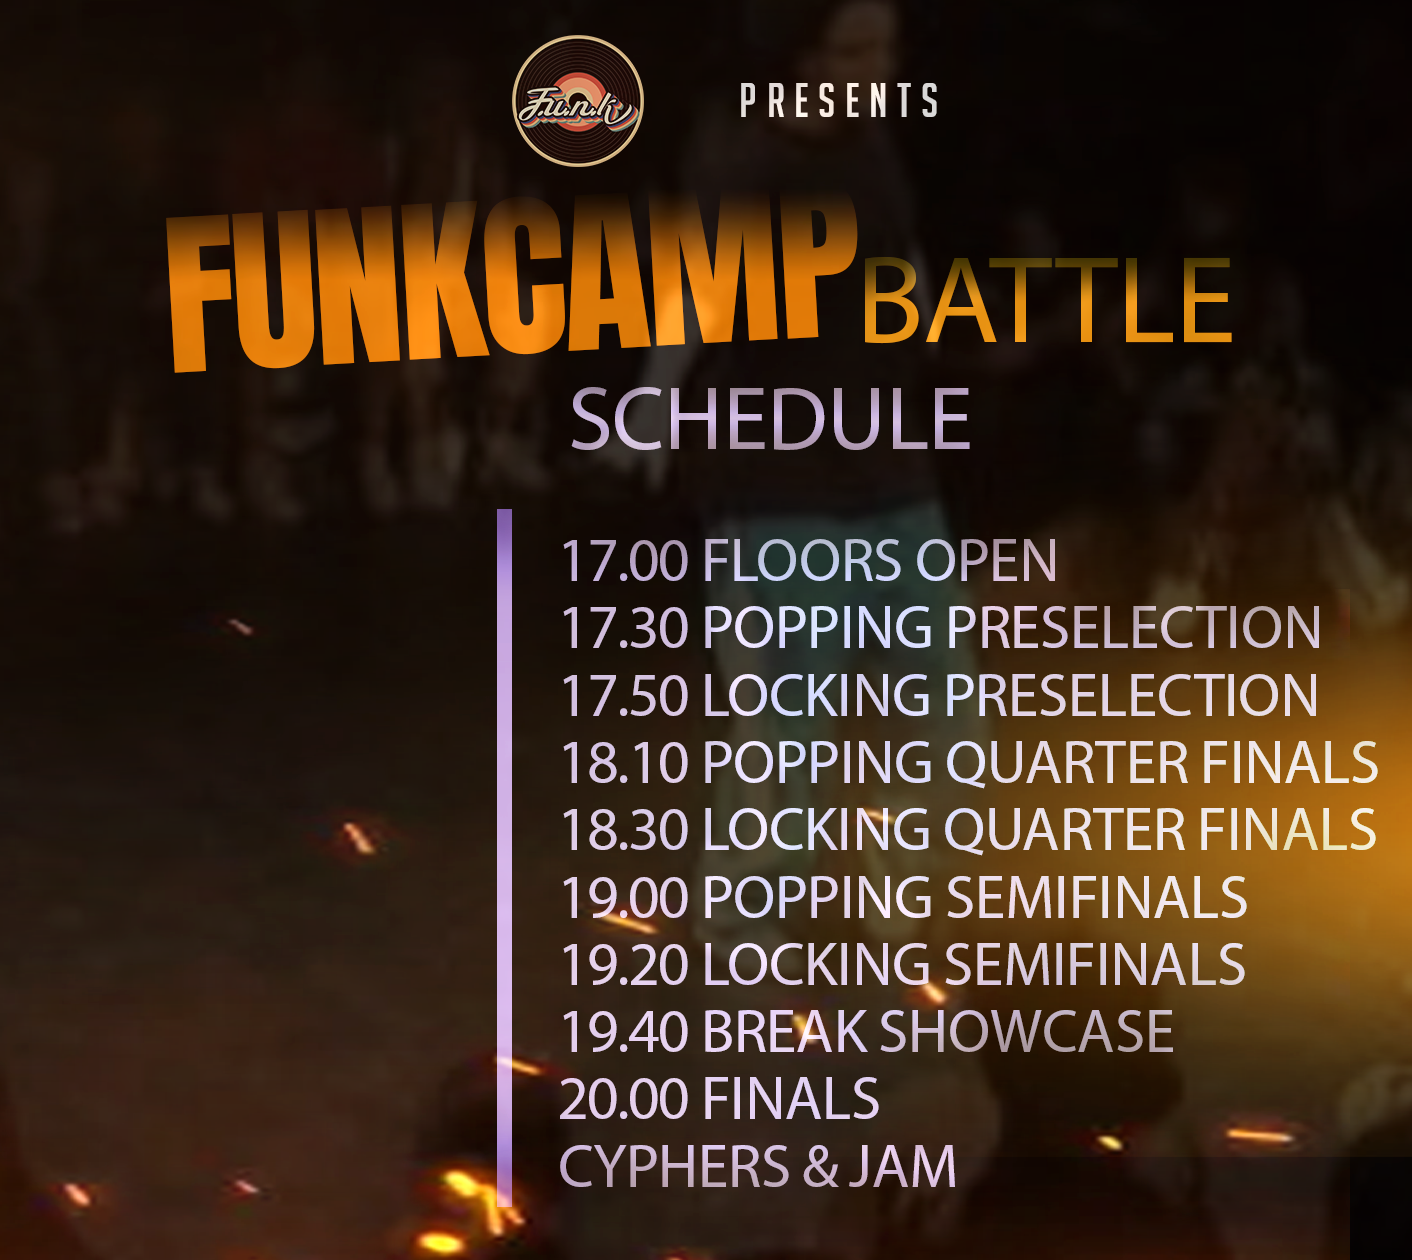 F.u.n.k
PRESENTS
FUNKCAMP BATTLE
SCHEDULE
17.00 FLOORS OPEN
17.30 POPPING PRESELECTION
17.50 LOCKING PRESELECTION
18.10 POPPING QUARTER FINALS
18.30 LOCKING QUARTER FINALS
19.00 POPPING SEMIFINALS
19.20 LOCKING SEMIFINALS
19.40 BREAK SHOWCASE
20.00 FINALS
CYPHERS & JAM